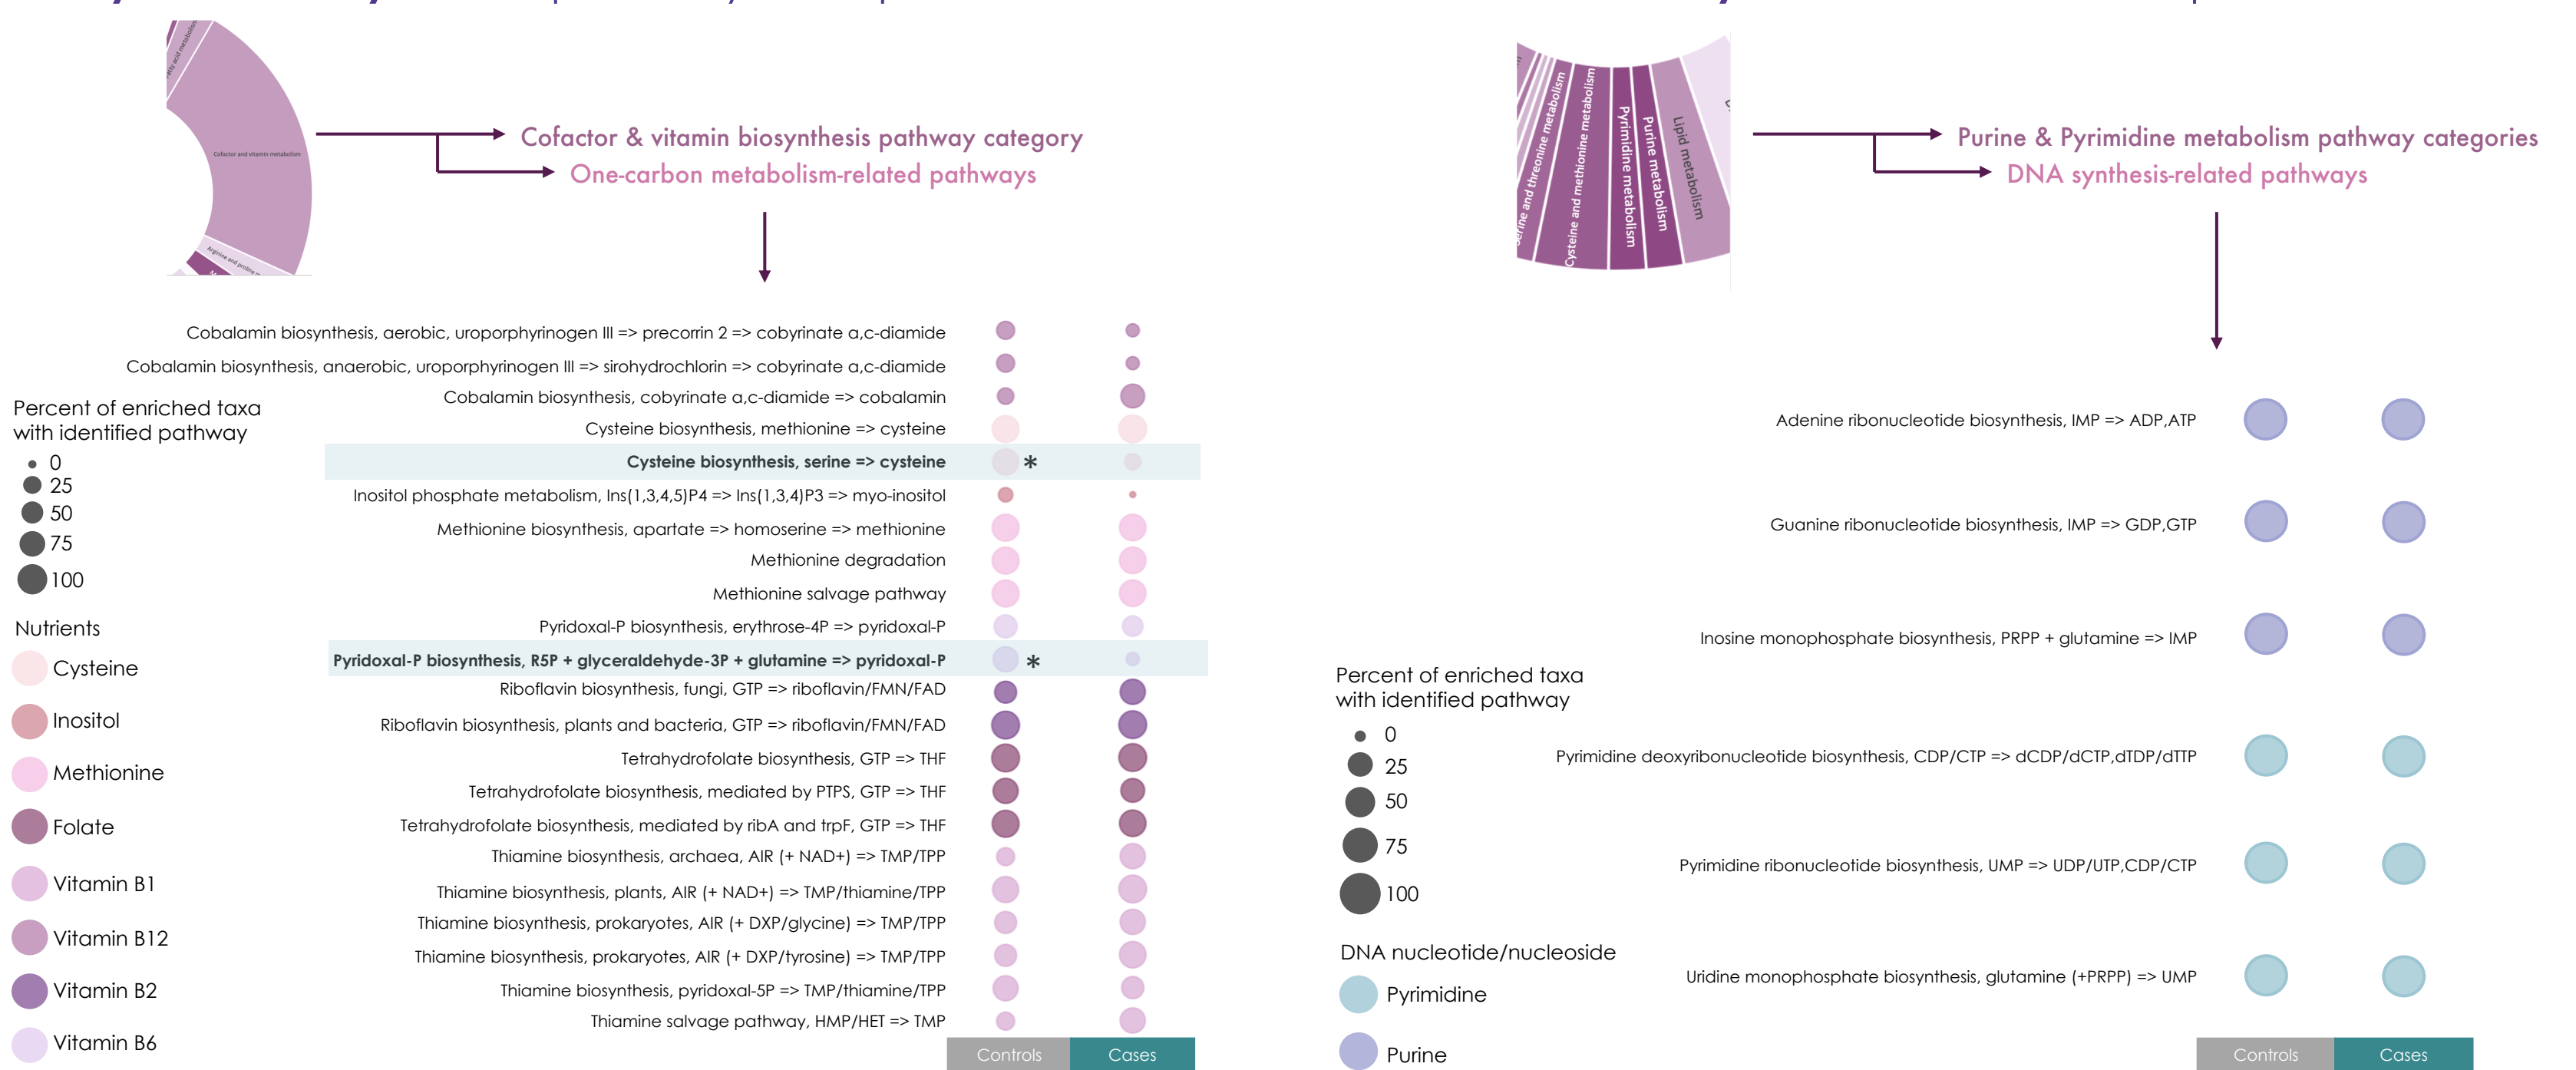 Fatty acid metabolism
Cofactor and vitamin metabolism
Arginine and proline
Cofactor & vitamin biosynthesis pathway category
One-carbon metabolism-related pathways
Cobalamin biosynthesis, aerobic, uroporphyrinogen III => precorrin 2 => cobyrinate a,c-diamide
Cobalamin biosynthesis, anaerobic, uroporphyrinogen III => sirohydrochlorin => cobyrinate a,c-diamide
Cobalamin biosynthesis, cobyrinate a,c-diamide => cobalamin
Cysteine biosynthesis, methionine => cysteine
Cysteine biosynthesis, serine => cysteine *
Inositol phosphate metabolism, Ins(1,3,4,5)P4 => Ins(1,3,4)P3 => myo-inositol
Methionine biosynthesis, apartate => homoserine => methionine
Methionine degradation
Methionine salvage pathway
Pyridoxal-P biosynthesis, erythrose-4P => pyridoxal-P
Pyridoxal-P biosynthesis, R5P + glyceraldehyde-3P + glutamine => pyridoxal-P *
Riboflavin biosynthesis, fungi, GTP => riboflavin/FMN/FAD
Riboflavin biosynthesis, plants and bacteria, GTP => riboflavin/FMN/FAD
Tetrahydrofolate biosynthesis, GTP => THF
Tetrahydrofolate biosynthesis, mediated by PTPS, GTP => THF
Tetrahydrofolate biosynthesis, mediated by ribA and trpF, GTP => THF
Thiamine biosynthesis, archaea, AIR (+ NAD+) => TMP/TPP
Thiamine biosynthesis, plants, AIR (+ NAD+) => TMP/thiamine/TPP
Thiamine biosynthesis, prokaryotes, AIR (+ DXP/glycine) => TMP/TPP
Thiamine biosynthesis, prokaryotes, AIR (+ DXP/tyrosine) => TMP/TPP
Thiamine biosynthesis, pyridoxal-5P => TMP/thiamine/TPP
Thiamine salvage pathway, HMP/HET => TMP
Controls Cases
Percent of enriched taxa
with identified pathway
0
25
50
75
100
Nutrients
Cysteine
Inositol
Methionine
Folate
Vitamin B1
Vitamin B12
Vitamin B2
Vitamin B6
Serine and threonine metabolism
Cysteine and methionine metabolism
Pyrimidine metabolism
Purine metabolism
Lipid metabolism
Purine & Pyrimidine metabolism pathway categories
DNA synthesis-related pathways
Adenine ribonucleotide biosynthesis, IMP => ADP,ATP
Guanine ribonucleotide biosynthesis, IMP => GDP,GTP
Inosine monophosphate biosynthesis, PRPP + glutamine => IMP
Pyrimidine deoxyribonucleotide biosynthesis, CDP/CTP => dCDP/dCTP,dTDP/dTTP
Pyrimidine ribonucleotide biosynthesis, UMP => UDP/UTP,CDP/CTP
Uridine monophosphate biosynthesis, glutamine (+PRPP) => UMP
Controls Cases
Percent of enriched taxa
with identified pathway
0
25
50
75
100
DNA nucleotide/nucleoside
Pyrimidine
Purine